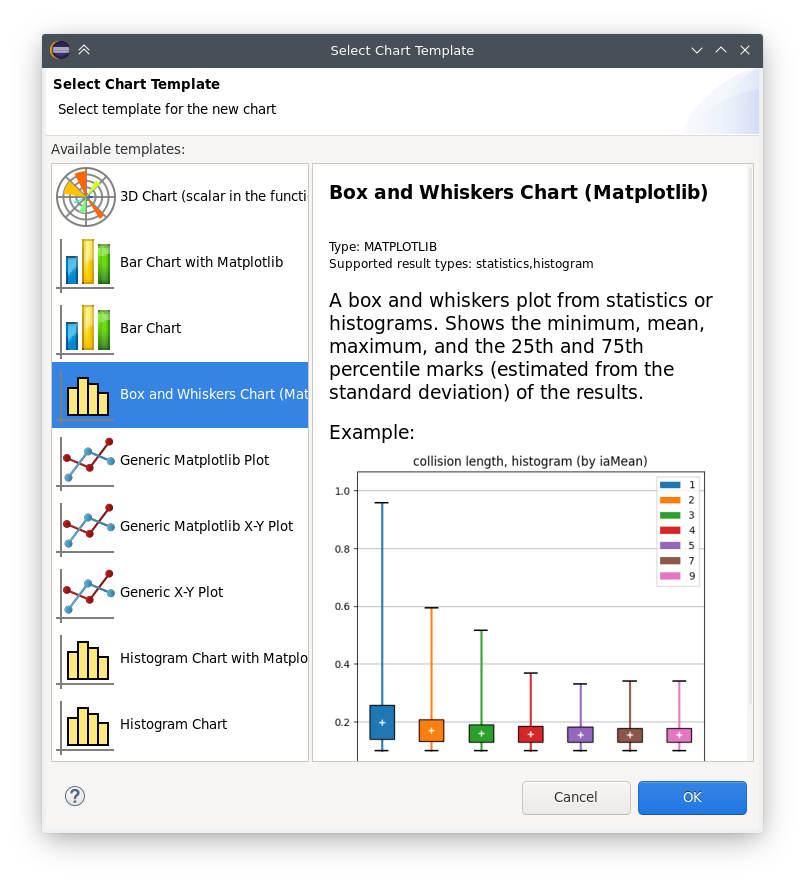 Select Chart Template
Select Chart Template
Select template for the new chart
Available templates:
3D Chart (scalar in the functi
Bar Chart with Matplotlib
Bar Chart
Box and Whiskers Chart (Mat
Generic Matplotlib Plot
Generic Matplotlib X-Y Plot
Generic X-Y Plot
Histogram Chart with Matplo
Histogram Chart
Box and Whiskers Chart (Matplotlib)
Type: MATPLOTLIB
Supported result types: statistics,histogram
A box and whiskers plot from statistics or
histograms. Shows the minimum, mean,
maximum, and the 25th and 75th
percentile marks (estimated from the
standard deviation) of the results.
Example:
collision length, histogram (by iaMean)
1.0
0.8
0.6
0.4
0.2
1
2
3
4
5
7
9
?
Cancel
OK